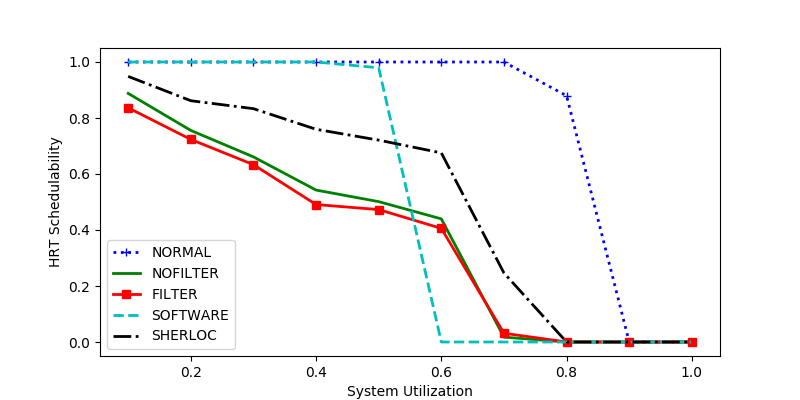 1.0
0.8
0.6
0.4
0.2
0.0
HRT Schedulability
NORMAL
NOFILTER
FILTER
SOFTWARE
SHERLOC
0.2 0.4 0.6 0.8 1.0
System Utilization